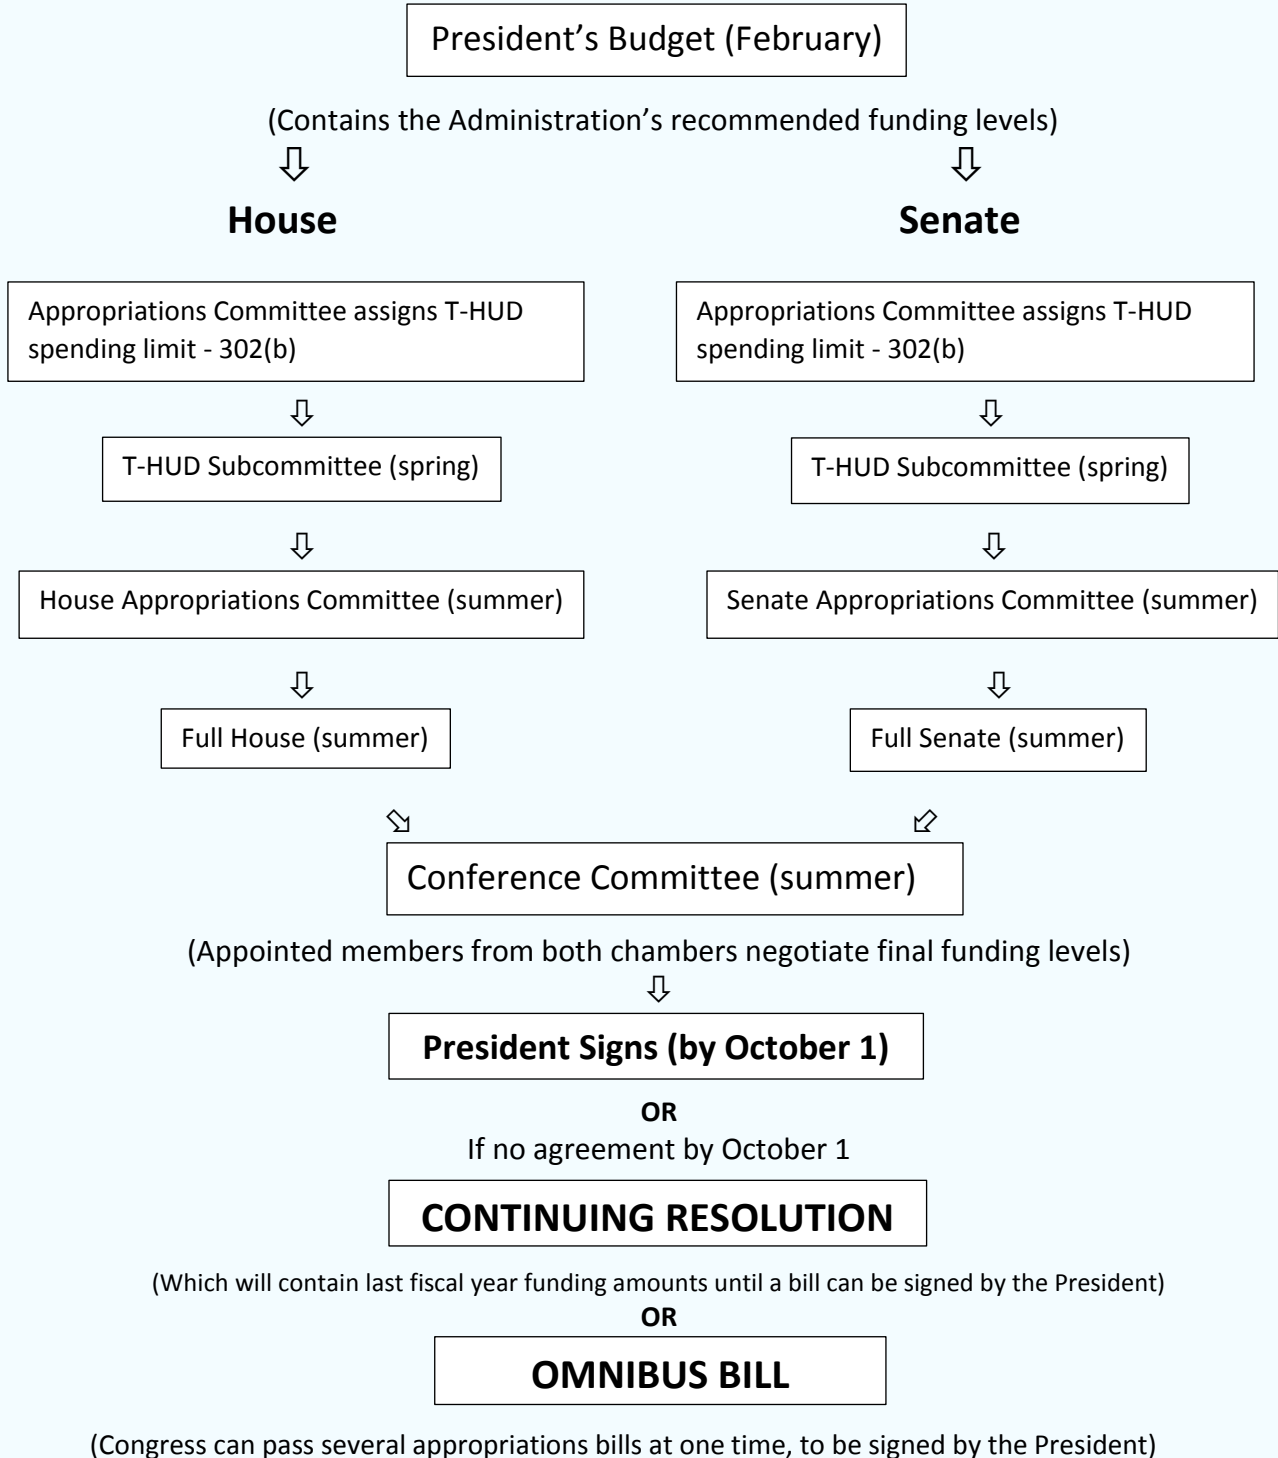 President’s Budget (February)
(Contains the Administration’s recommended funding levels)
House
Appropriations Committee assigns T-HUD
spending limit - 302(b)
T-HUD Subcommittee (spring)
House Appropriations Committee (summer)
Full House (summer)
Senate
Appropriations Committee assigns T-HUD
spending limit - 302(b)
T-HUD Subcommittee (spring)
Senate Appropriations Committee (summer)
Full Senate (summer)
Conference Committee (summer)
(Appointed members from both chambers negotiate final funding levels)
President Signs (by October 1)
OR
If no agreement by October 1
CONTINUING RESOLUTION
(Which will contain last fiscal year funding amounts until a bill can be signed by the President)
OR
OMNIBUS BILL
(Congress can pass several appropriations bills at one time, to be signed by the President)